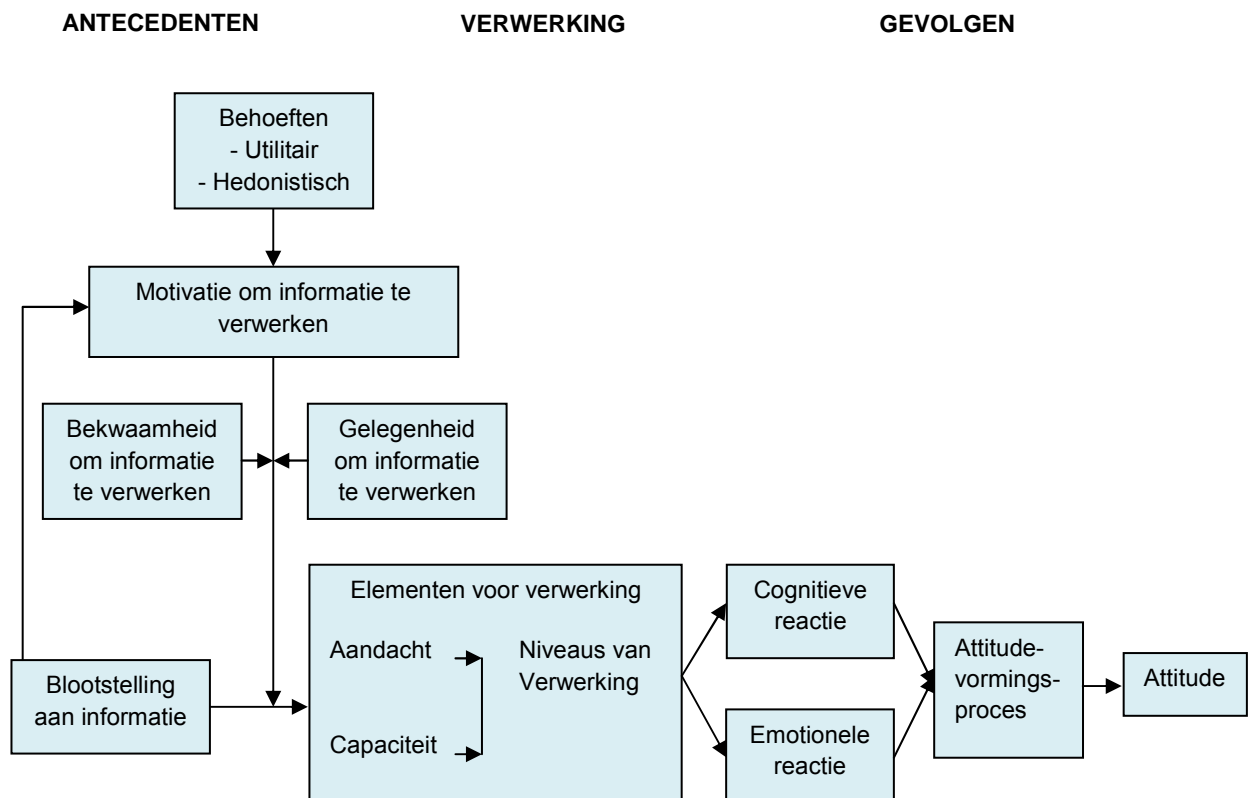 ANTECEDENTEN VERWERKING GEVOLGEN
Behoeften
- Utilitair
- Hedonistisch
Motivatie om informatie te
verwerken
Bekwaamheid
om informatie
te verwerken
Gelegenheid
om informatie
te verwerken
Blootstelling
aan informatie
Elementen voor verwerking
Aandacht
Capaciteit
Niveaus van
Verwerking
Cognitieve
reactie
Emotionele
reactie
Attitude-
vormings-
proces
Attitude